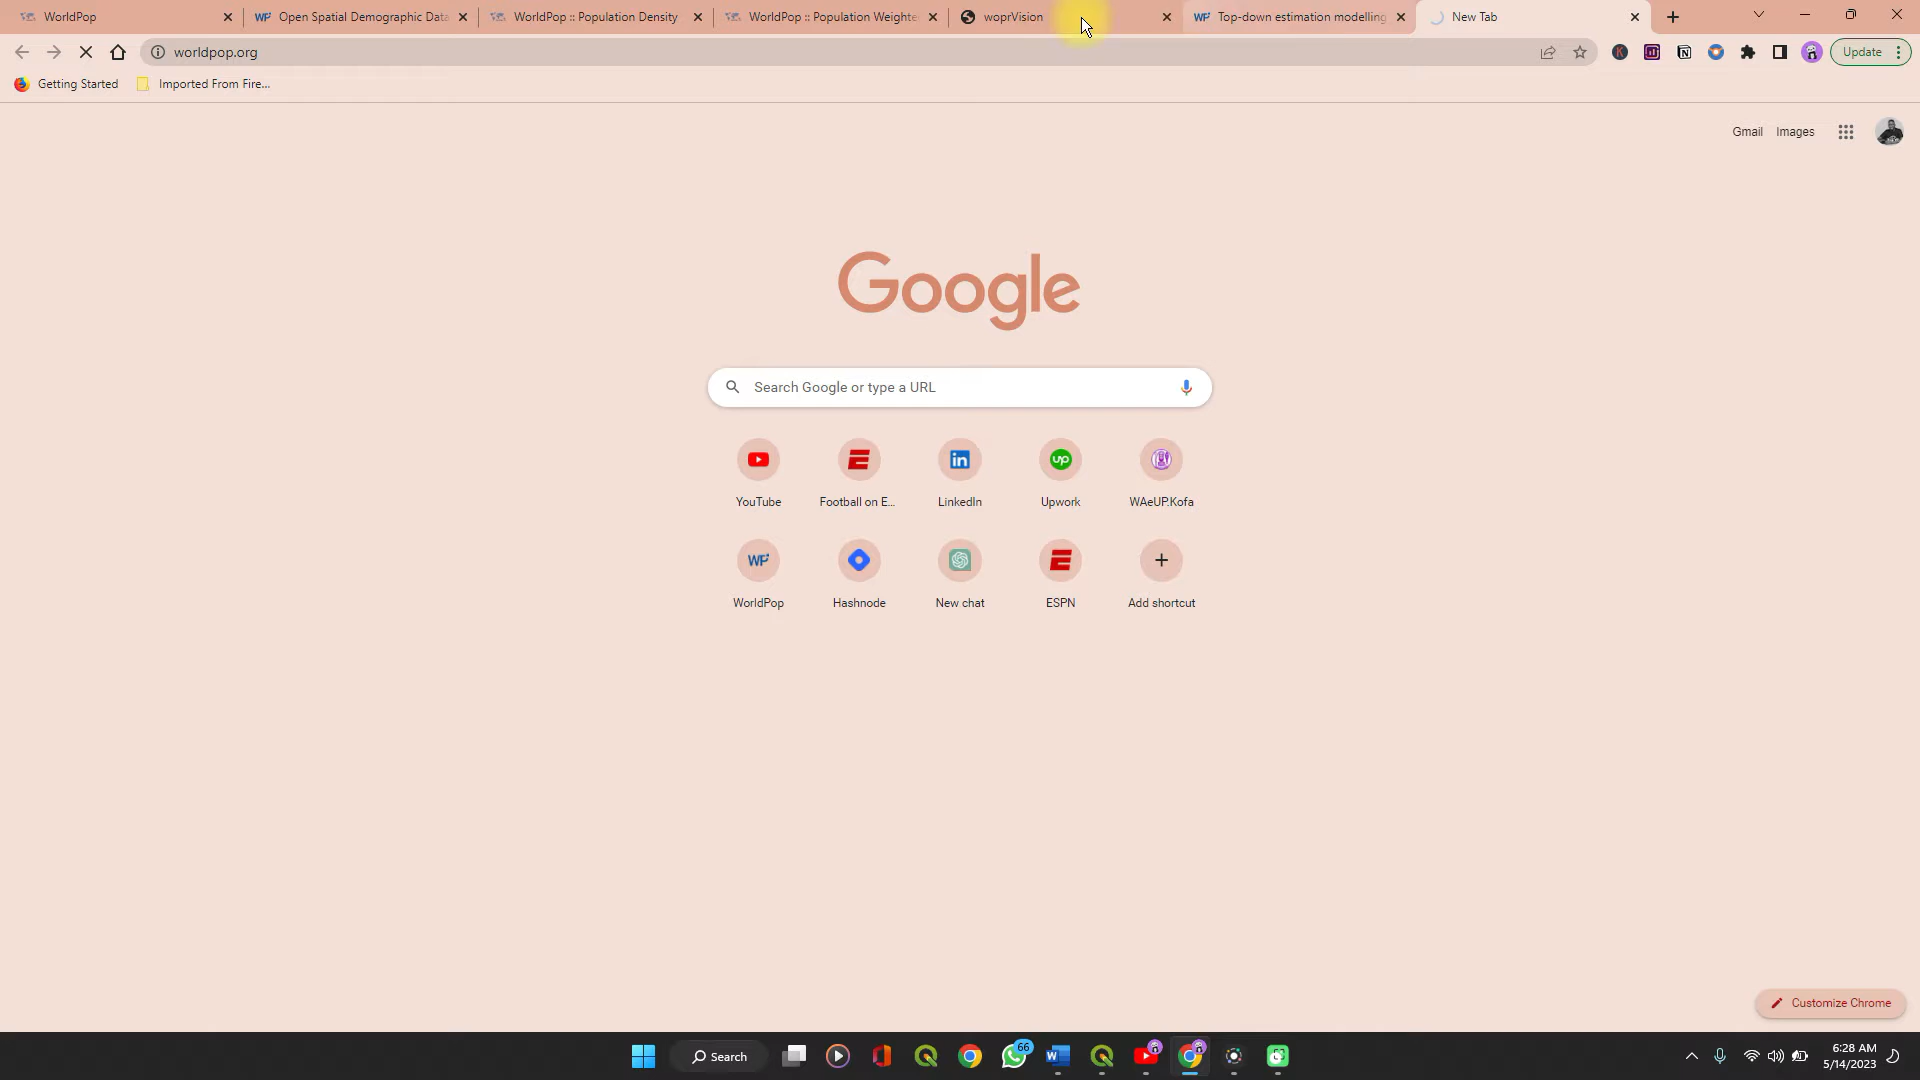 WorldPop
WP Open Spatial Demographic Data
WorldPop :: Population Density
WorldPop :: Population Weighte
woprVision
WP Top-down estimation modelling
New Tab
worldpop.org
Update
Getting Started
Imported From Fire...
Gmail Images
Google
Search Google or type a URL
YouTube Football on E... LinkedIn Upwork WAeUP.Kofa
WP
WorldPop Hashnode New chat ESPN Add shortcut
Customize Chrome
Search
66
6:28 AM
5/14/2023